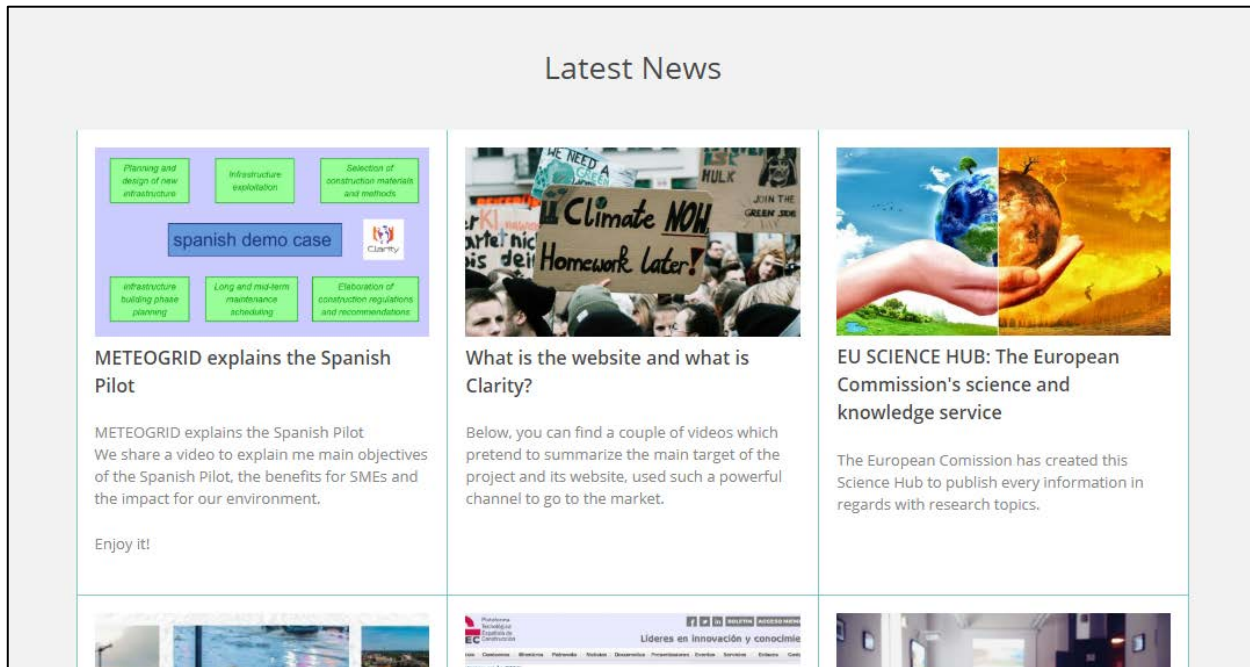 Latest News
Planning and
design of new
infrastructure
Infrastructure
exploitation
Selection of
construction materials
and methods
spanish demo case
Clarity
infrastructure
building phase
planning
Long and mid-term
maintenance
scheduling
Elaboration of
construction regulations
and recommendations
METEOGRID explains the Spanish
Pilot
METEOGRID explains the Spanish Pilot
We share a video to explain me main objectives
of the Spanish Pilot, the benefits for SMEs and
the impact for our environment.
Enjoy it!
WE NEED A
HULK
JOIN THE
GREEN SIDE
Climate NOW,
Homework Later!
What is the website and what is
Clarity?
Below, you can find a couple of videos which
pretend to summarize the main target of the
project and its website, used such a powerful
channel to go to the market.
EU SCIENCE HUB: The European
Commission's science and
knowledge service
The European Comission has created this
Science Hub to publish every information in
regards with research topics.
Plataforma
Tecnológica
Española de
Construcción
BOLETIN
Líderes en innovación y conocimie